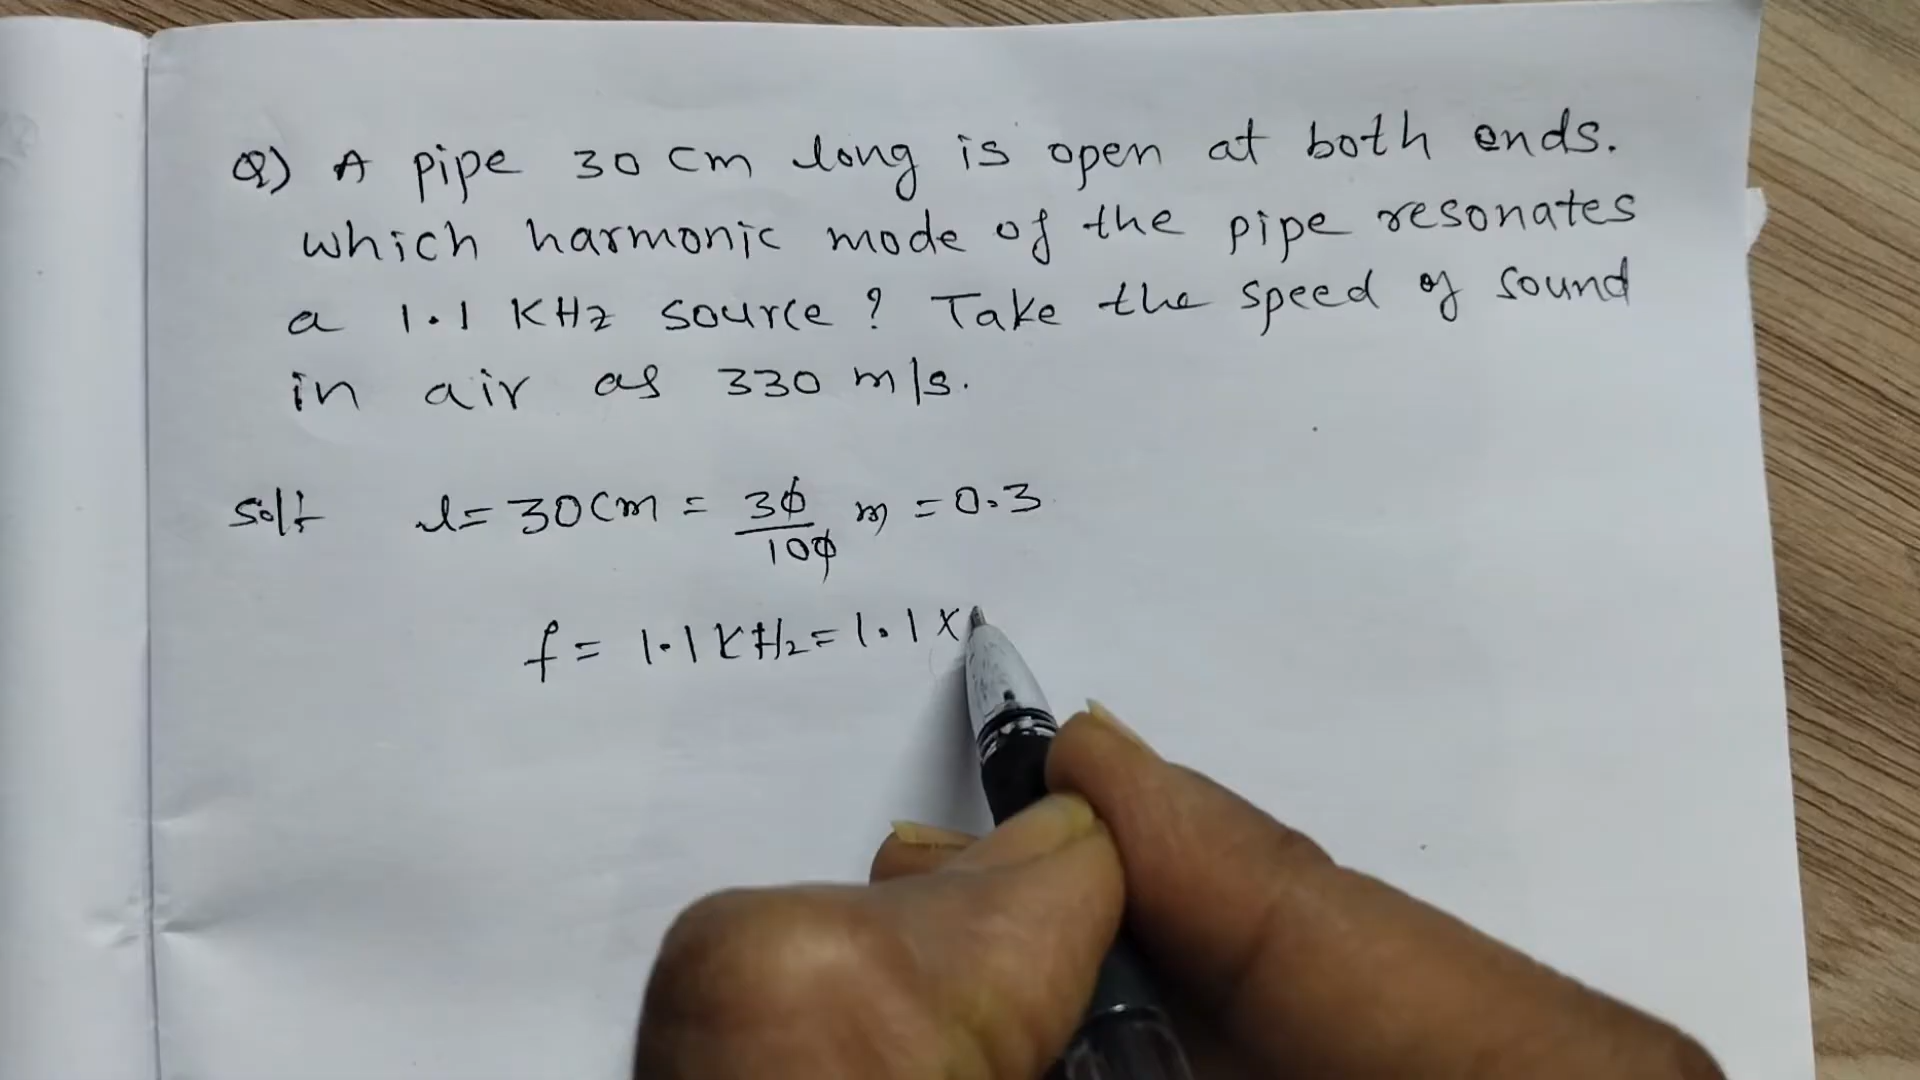 Q) A pipe 30 cm long is open at both ends.
which harmonic mode of the pipe resonates
a 1.1 KHz source? Take the speed of sound
in air as 330 m/s.
Sol:- l = 30 cm = 30/100 m = 0.3
f = 1.1 KHz = 1.1 x